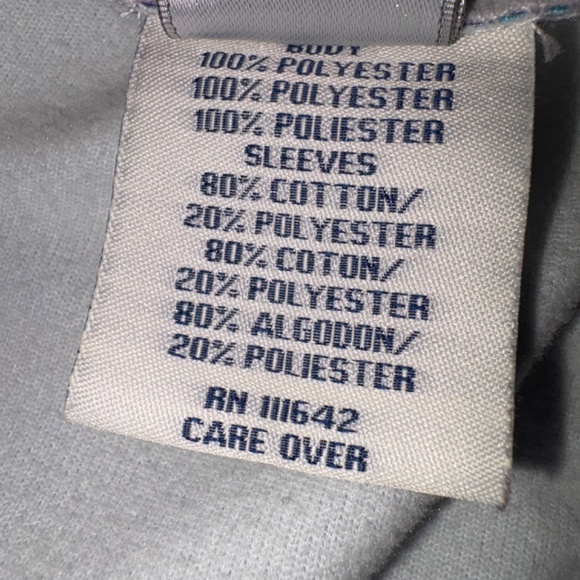 BODY
100% POLYESTER
100% POLYESTER
100% POLIESTER
SLEEVES
80% COTTON/
20% POLYESTER
80% COTON/
20% POLYESTER
80% ALGODON/
20% POLIESTER
RN 111642
CARE OVER